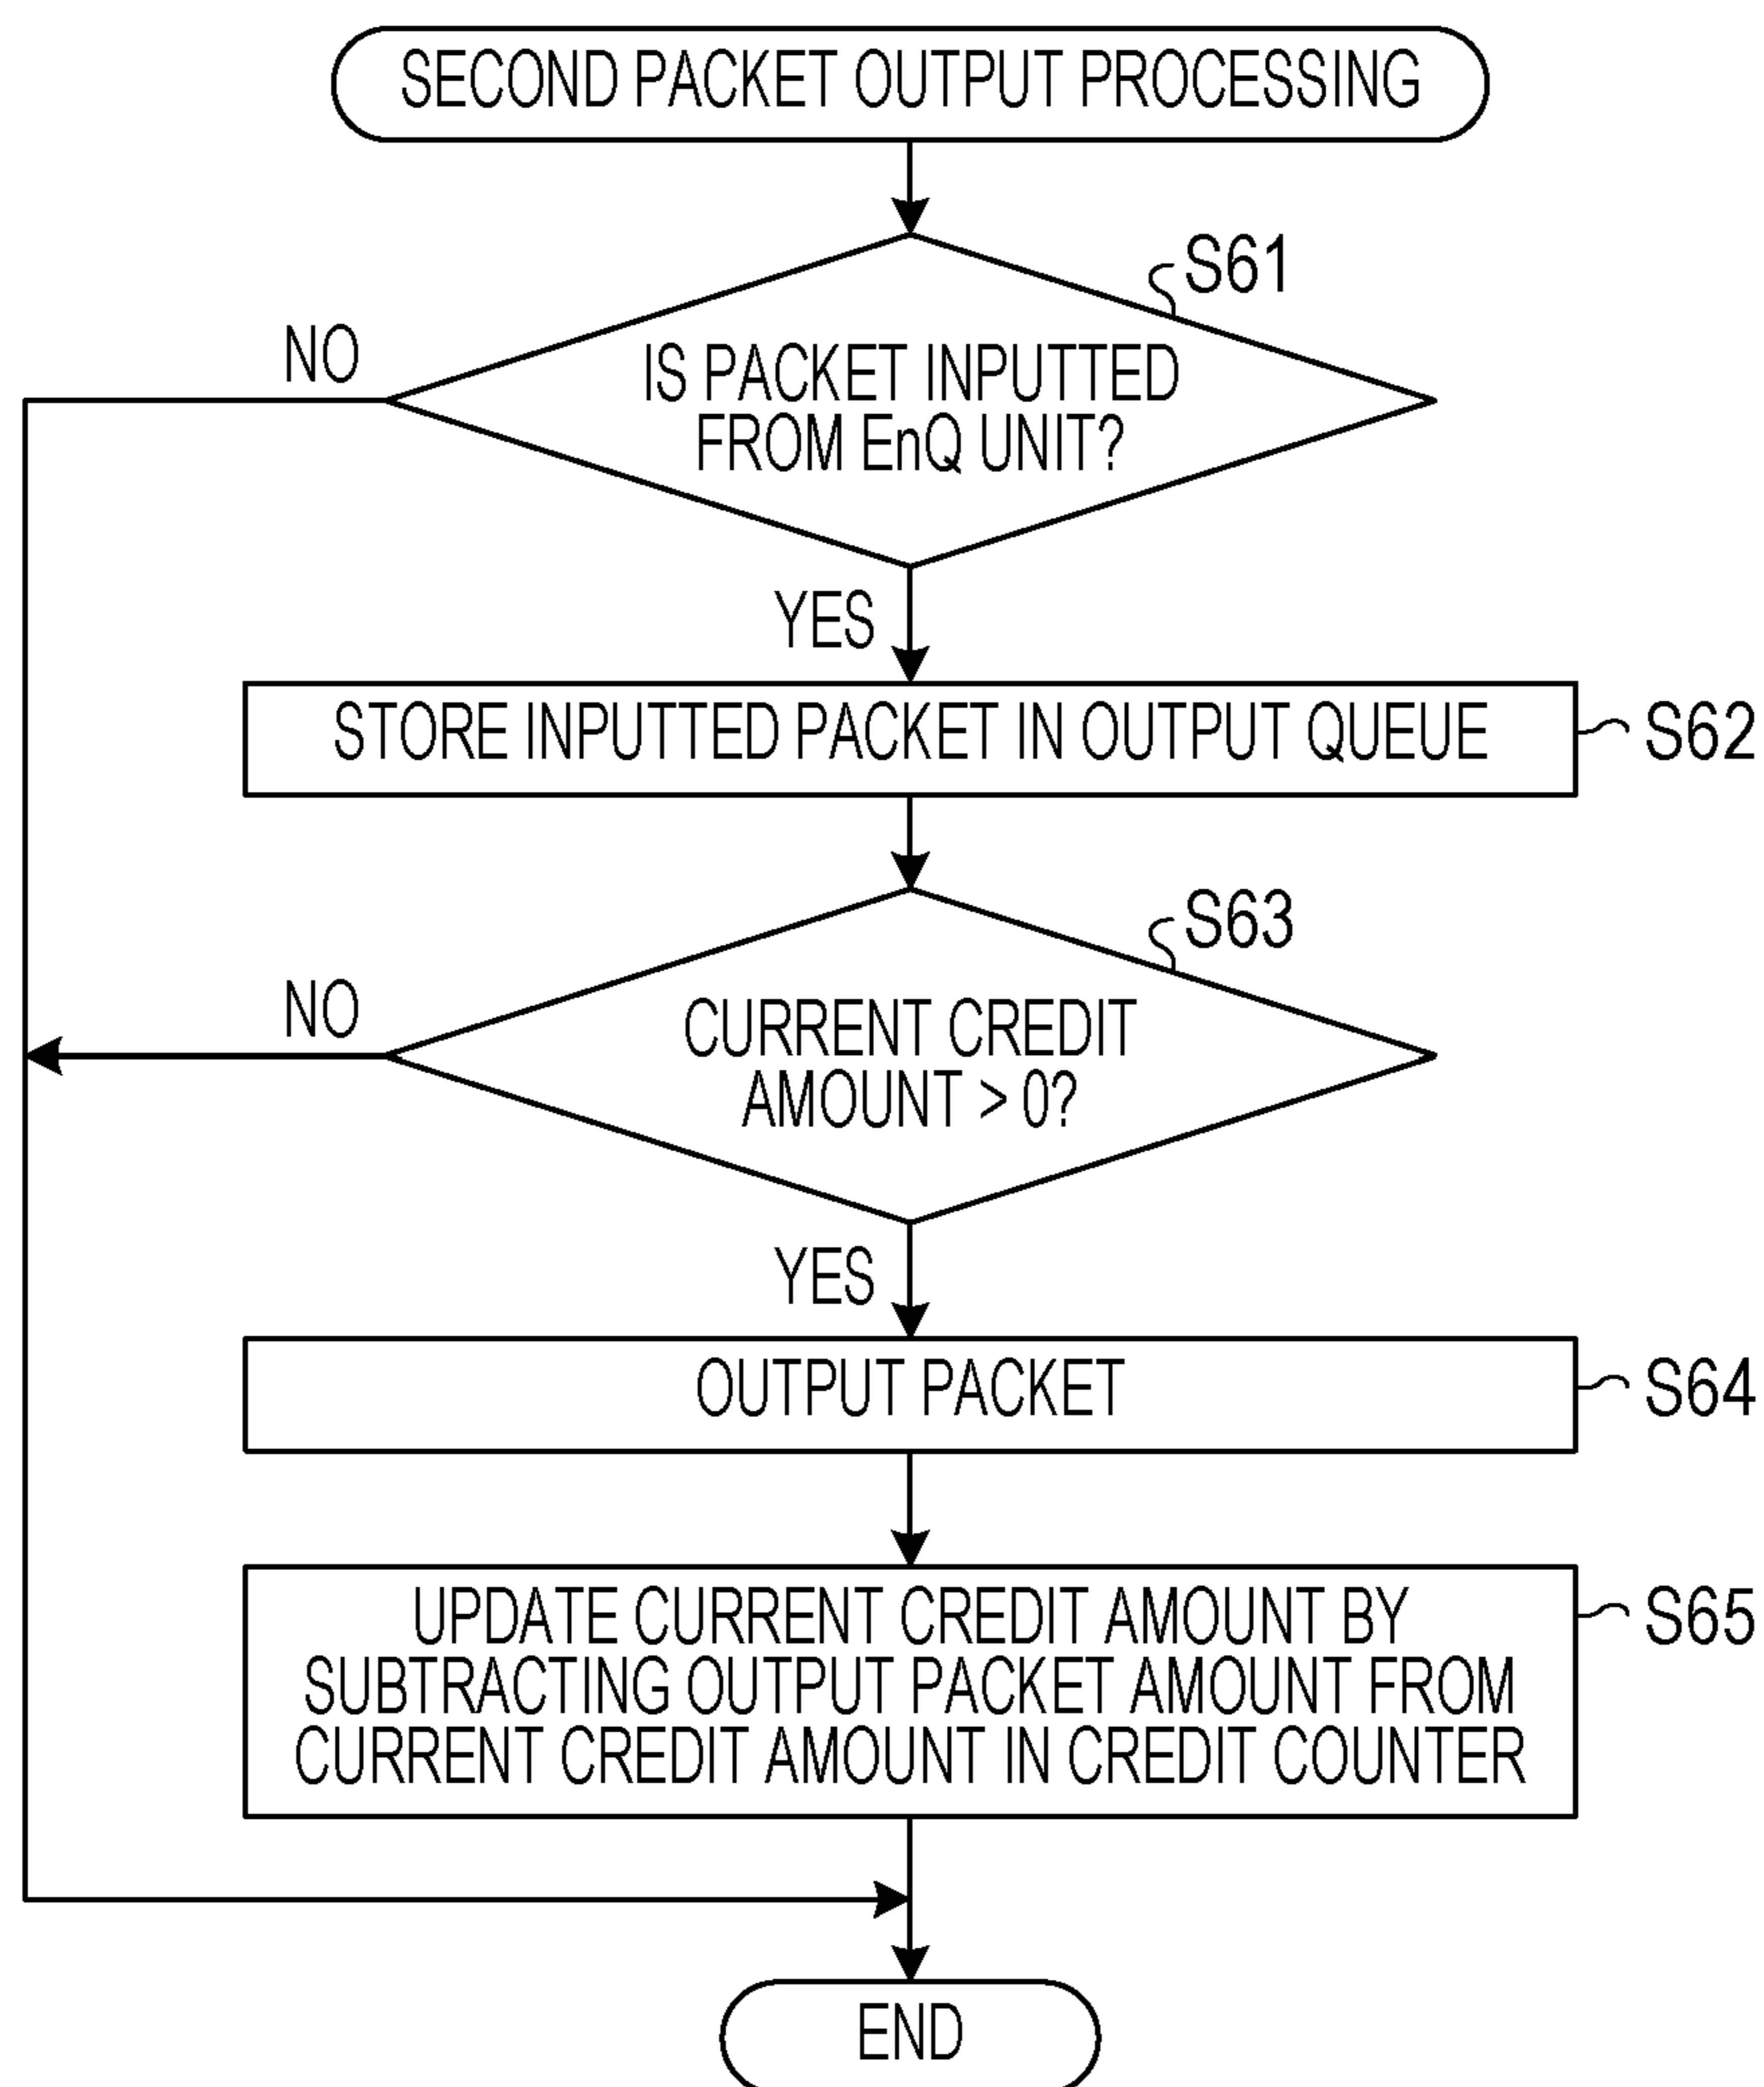 SECOND PACKET OUTPUT PROCESSING
S61
NO
IS PACKET INPUTTED
FROM EnQ UNIT?
YES
STORE INPUTTED PACKET IN OUTPUT QUEUE
S62
S63
NO
CURRENT CREDIT
AMOUNT > 0?
YES
OUTPUT PACKET
S64
UPDATE CURRENT CREDIT AMOUNT BY
SUBTRACTING OUTPUT PACKET AMOUNT FROM
CURRENT CREDIT AMOUNT IN CREDIT COUNTER
S65
END